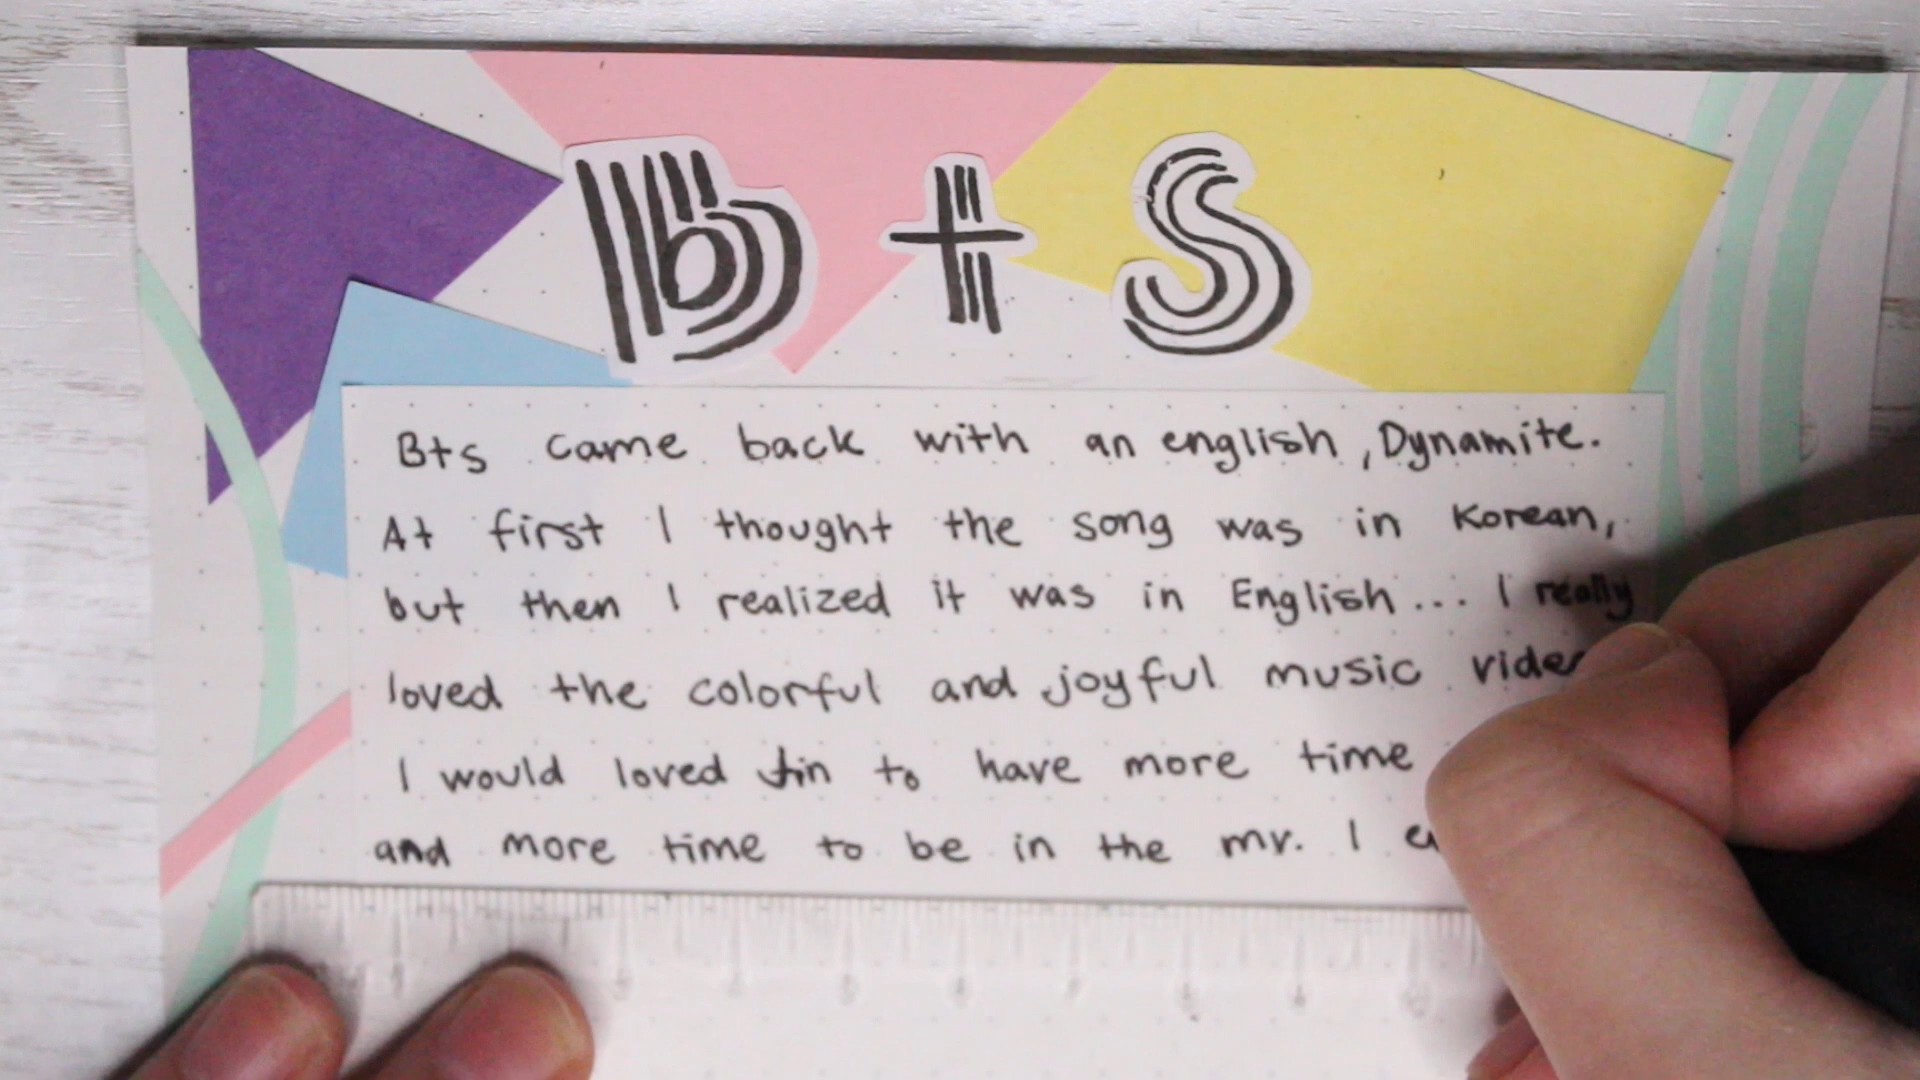 BtS
Bts came back with an english, Dynamite.
At first I thought the song was in Korean,
but then I realized it was in English... I really
loved the colorful and joyful music
I would loved Jin to have more time
and more time to be in the mv. I